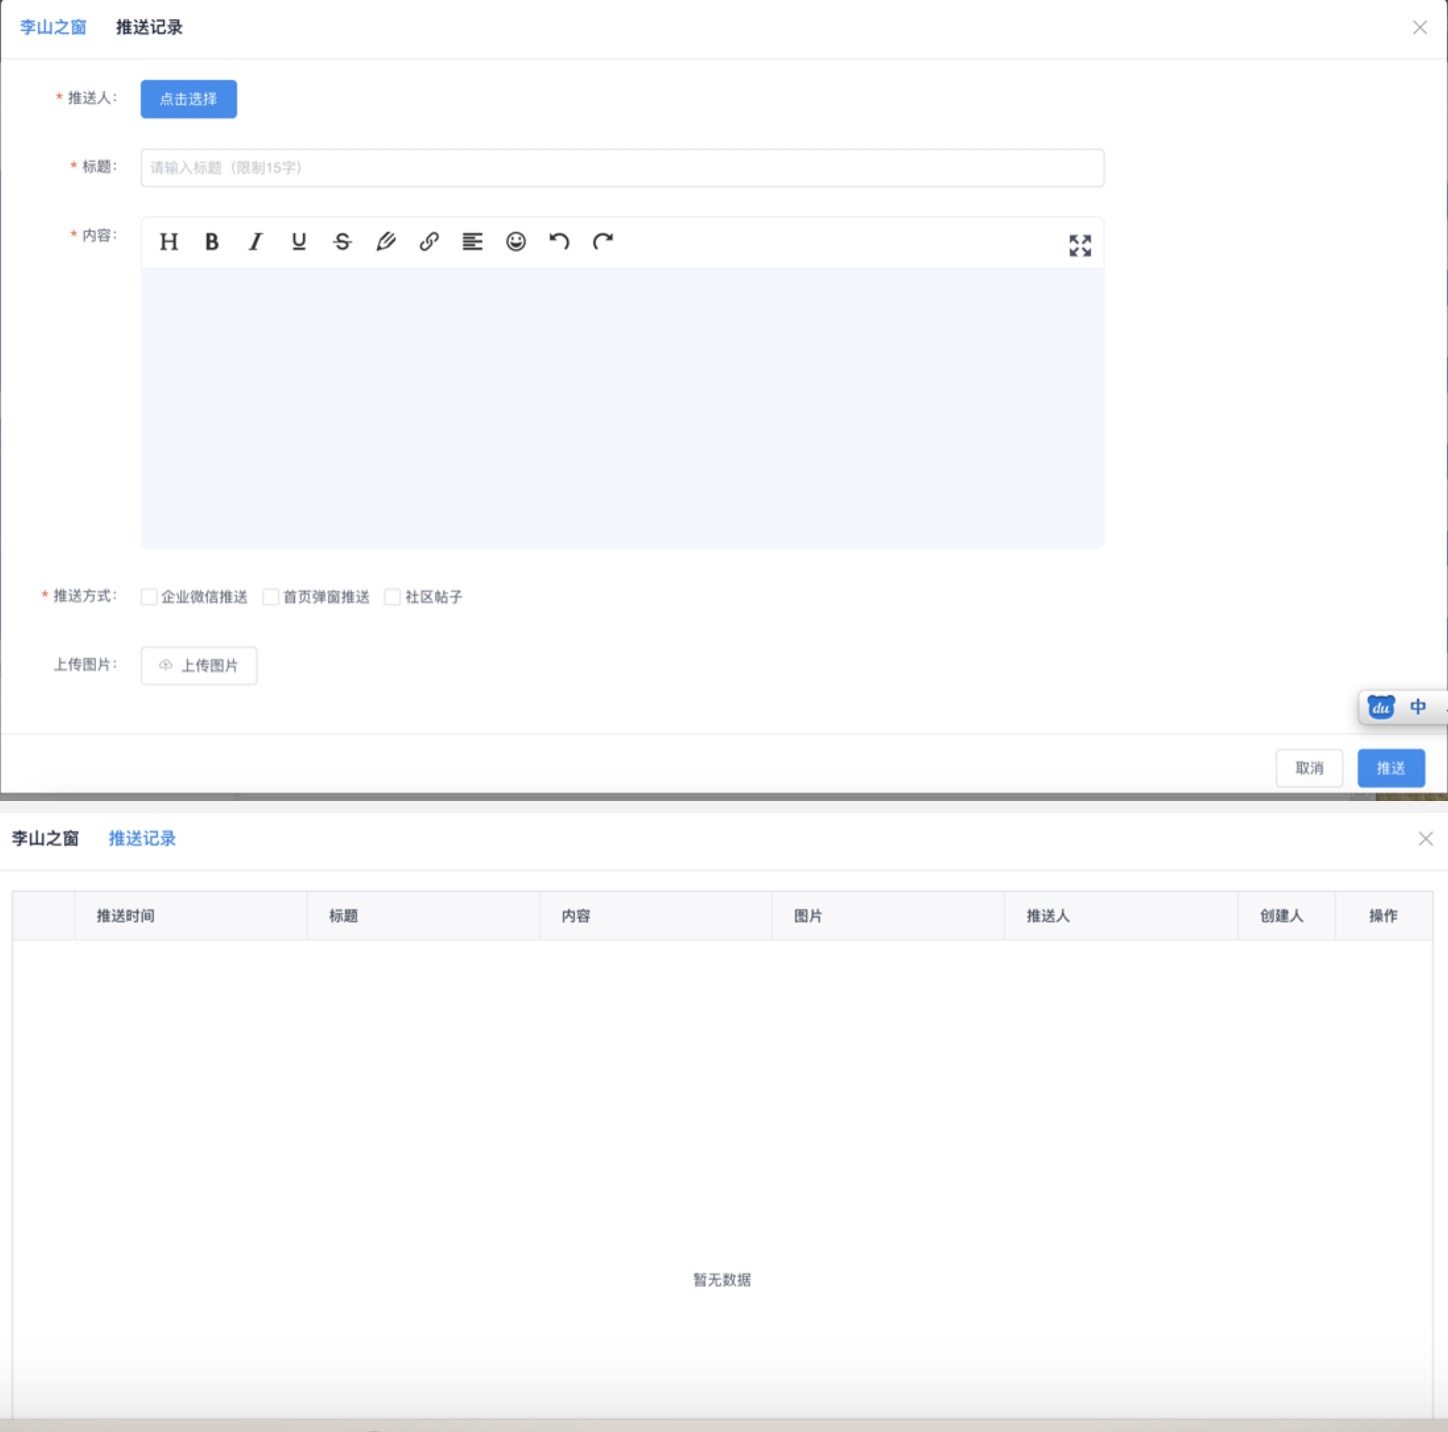 李山之窗 推送记录
* 推送人： 点击选择
* 标题： 请输入标题（限制15字）
* 内容： H B I U S
* 推送方式： 企业微信推送 首页弹窗推送 社区帖子
上传图片： 上传图片
du 中
取消 推送
李山之窗 推送记录
推送时间 标题 内容 图片 推送人 创建人 操作
暂无数据